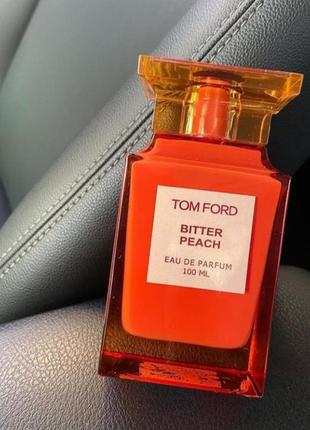 TOM FORD
BITTER
PEACH
EAU DE PARFUM
100 ML